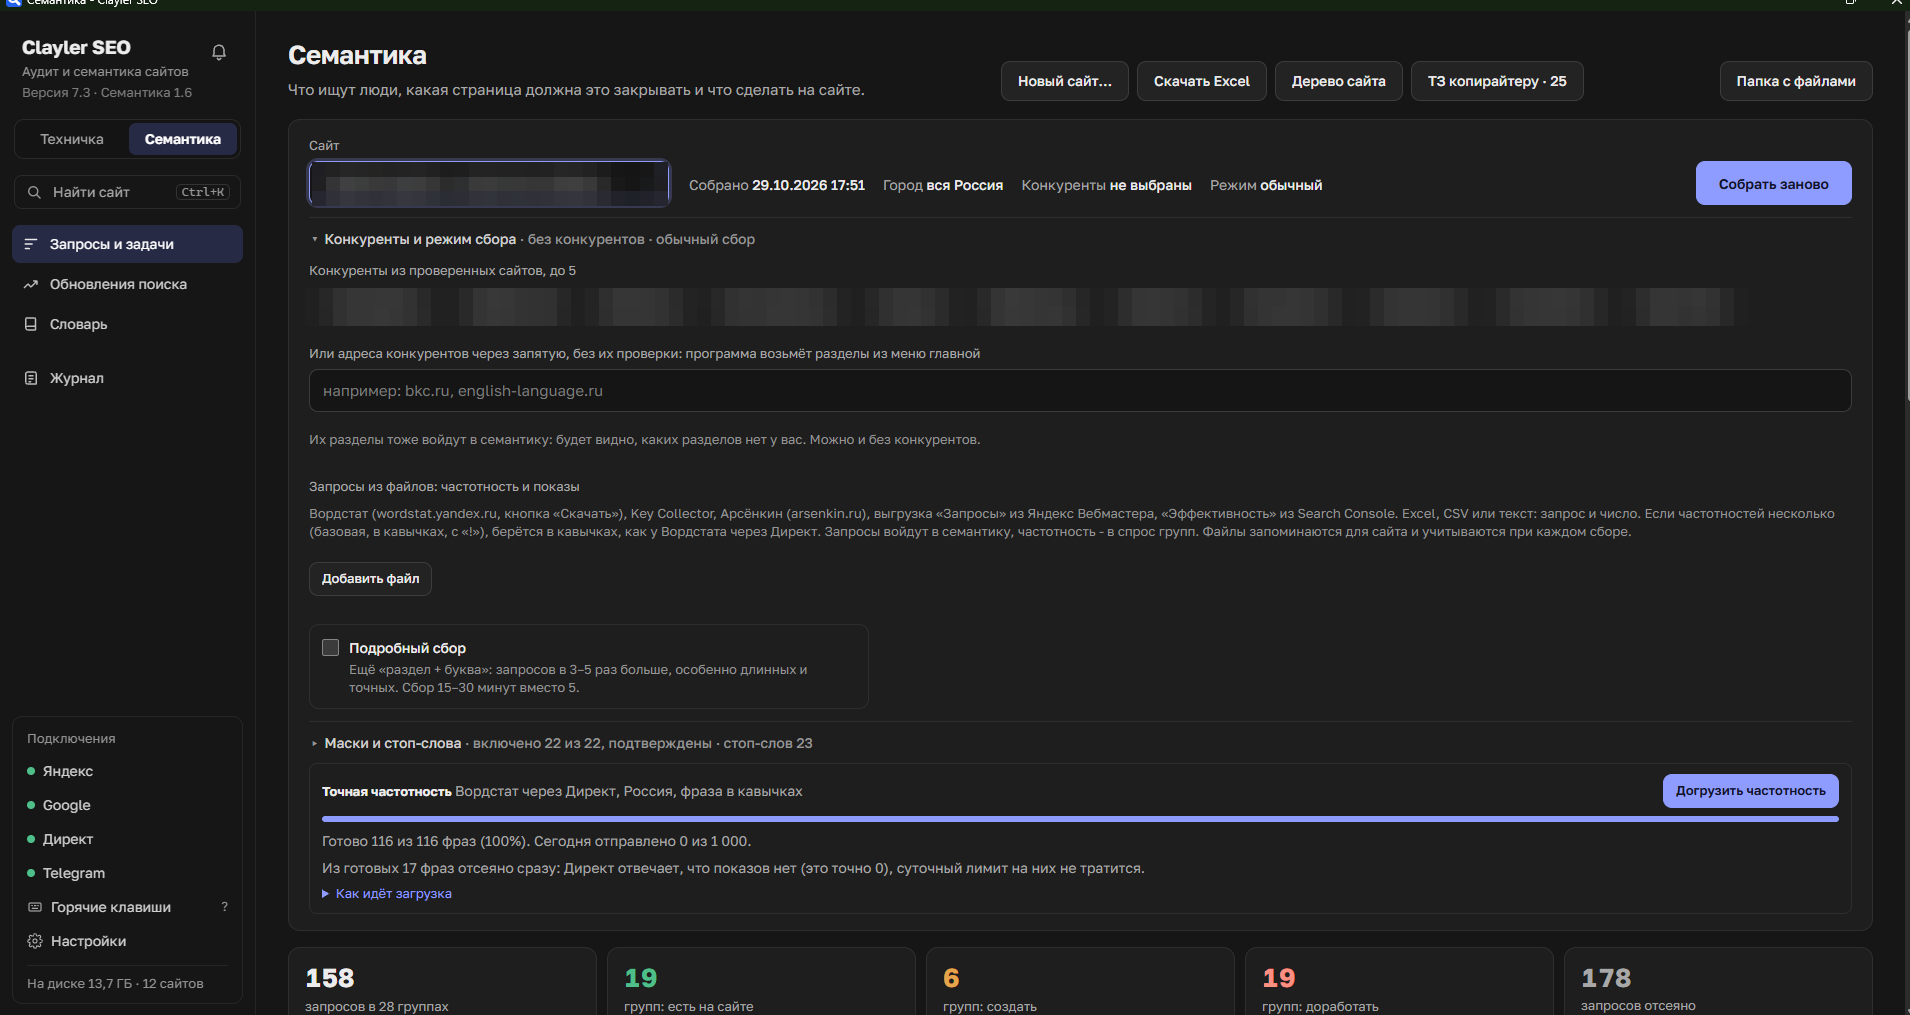 Семантика - Clayler SEO
Clayler SEO
Аудит и семантика сайтов
Версия 7.3 · Семантика 1.6
Техничка
Семантика
Найти сайт
Ctrl+K
Запросы и задачи
Обновления поиска
Словарь
Журнал
Подключения
Яндекс
Google
Директ
Telegram
Горячие клавиши ?
Настройки
На диске 13,7 ГБ · 12 сайтов
Семантика
Что ищут люди, какая страница должна это закрывать и что сделать на сайте.
Новый сайт...
Скачать Excel
Дерево сайта
ТЗ копирайтеру · 25
Папка с файлами
Сайт
Собрано 29.10.2026 17:51 Город вся Россия Конкуренты не выбраны Режим обычный
Собрать заново
Конкуренты и режим сбора · без конкурентов · обычный сбор
Конкуренты из проверенных сайтов, до 5
Или адреса конкурентов через запятую, без их проверки: программа возьмёт разделы из меню главной
например: bkc.ru, english-language.ru
Их разделы тоже войдут в семантику: будет видно, каких разделов нет у вас. Можно и без конкурентов.
Запросы из файлов: частотность и показы
Вордстат (wordstat.yandex.ru, кнопка «Скачать»), Key Collector, Арсёнкин (arsenkin.ru), выгрузка «Запросы» из Яндекс Вебмастера, «Эффективность» из Search Console. Excel, CSV или текст: запрос и число. Если частотностей несколько
(базовая, в кавычках, с «!»), берётся в кавычках, как у Вордстата через Директ. Запросы войдут в семантику, частотность - в спрос групп. Файлы запоминаются для сайта и учитываются при каждом сборе.
Добавить файл
Подробный сбор
Ещё «раздел + буква»: запросов в 3–5 раз больше, особенно длинных и
точных. Сбор 15–30 минут вместо 5.
Маски и стоп-слова · включено 22 из 22, подтверждены · стоп-слов 23
Точная частотность Вордстат через Директ, Россия, фраза в кавычках
Догрузить частотность
Готово 116 из 116 фраз (100%). Сегодня отправлено 0 из 1 000.
Из готовых 17 фраз отсеяно сразу: Директ отвечает, что показов нет (это точно 0), суточный лимит на них не тратится.
Как идёт загрузка
158
запросов в 28 группах
19
групп: есть на сайте
6
групп: создать
19
групп: доработать
178
запросов отсеяно